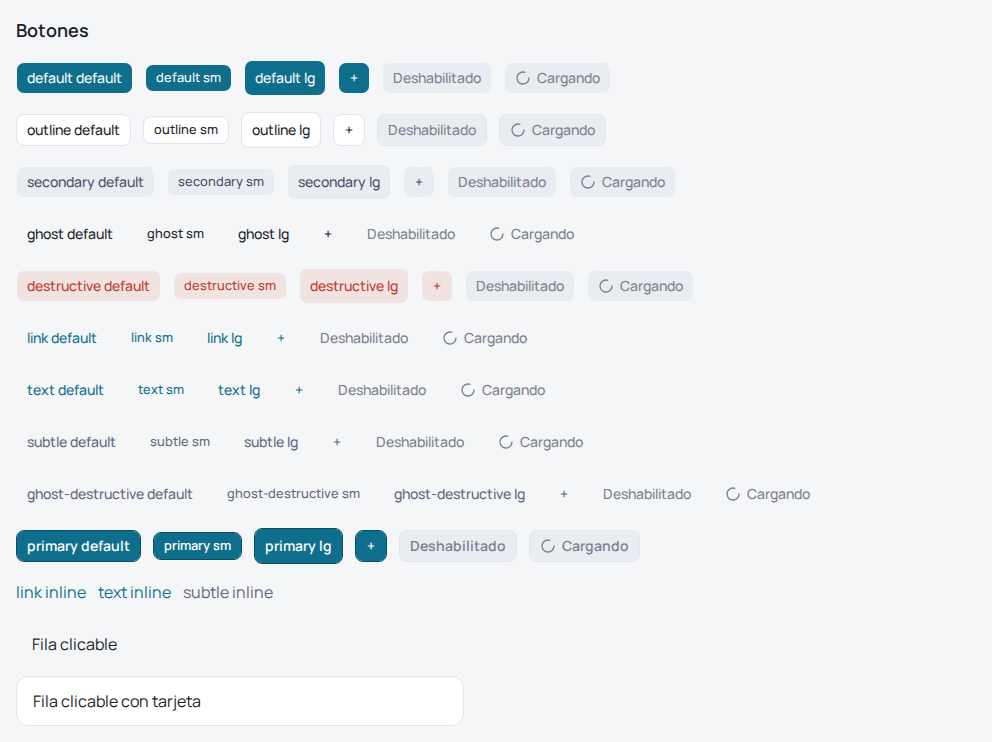 Botones
default default default sm default lg + Deshabilitado Cargando
outline default outline sm outline lg + Deshabilitado Cargando
secondary default secondary sm secondary lg + Deshabilitado Cargando
ghost default ghost sm ghost lg + Deshabilitado Cargando
destructive default destructive sm destructive lg + Deshabilitado Cargando
link default link sm link lg + Deshabilitado Cargando
text default text sm text lg + Deshabilitado Cargando
subtle default subtle sm subtle lg + Deshabilitado Cargando
ghost-destructive default ghost-destructive sm ghost-destructive lg + Deshabilitado Cargando
primary default primary sm primary lg + Deshabilitado Cargando
link inline text inline subtle inline
Fila clicable
Fila clicable con tarjeta